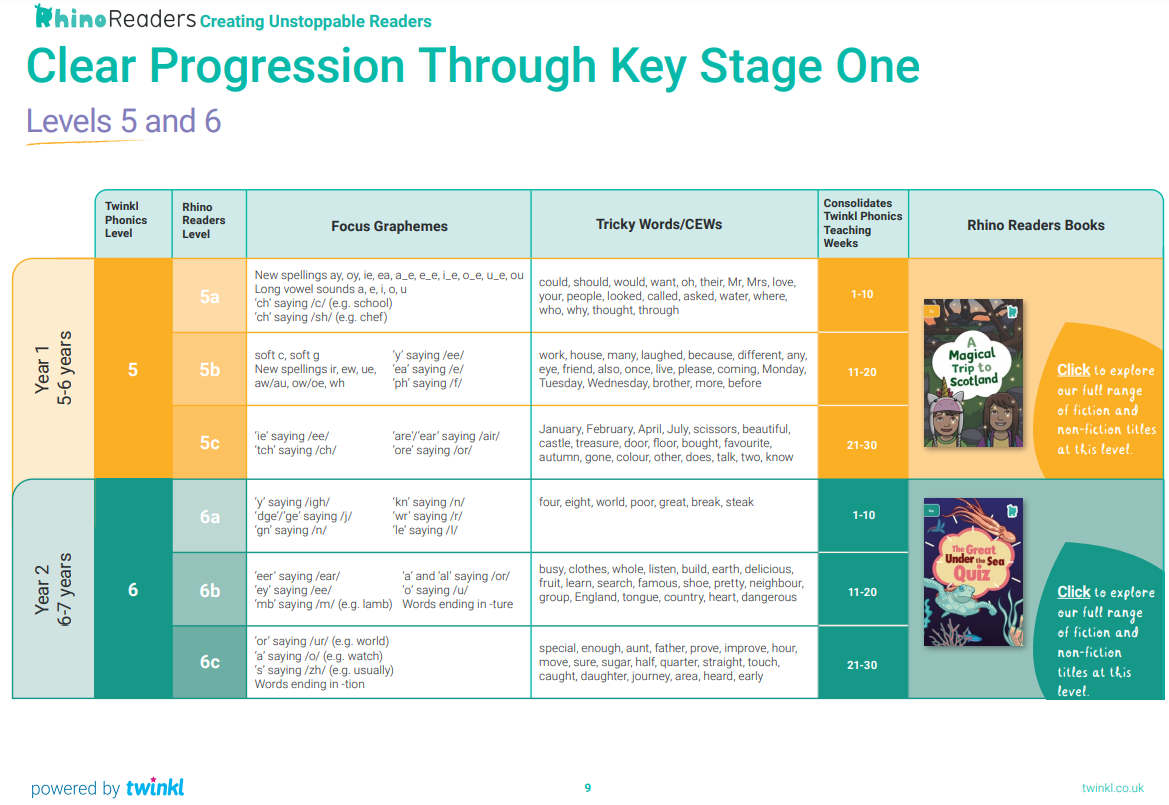 RhinoReaders Creating Unstoppable Readers
Clear Progression Through Key Stage One
Levels 5 and 6
Twinkl
Phonics
Level
Rhino
Readers
Level
Focus Graphemes
Tricky Words/CEWs
Consolidates
Twinkl Phonics
Teaching
Weeks
Rhino Readers Books
Year 1
5-6 years
5
5a
New spellings ay, oy, ie, ea, a_e, e_e, i_e, o_e, u_e, ou
Long vowel sounds a, e, i, o, u
'ch' saying /c/ (e.g. school)
'ch' saying /sh/ (e.g. chef)
could, should, would, want, oh, their, Mr, Mrs, love,
your, people, looked, called, asked, water, where,
who, why, thought, through
1-10
5b
soft c, soft g
New spellings ir, ew, ue,
aw/au, ow/oe, wh
'y' saying /ee/
'ea' saying /e/
'ph' saying /f/
work, house, many, laughed, because, different, any,
eye, friend, also, once, live, please, coming, Monday,
Tuesday, Wednesday, brother, more, before
11-20
5c
'ie' saying /ee/
'tch' saying /ch/
'are'/'ear' saying /air/
'ore' saying /or/
January, February, April, July, scissors, beautiful,
castle, treasure, door, floor, bought, favourite,
autumn, gone, colour, other, does, talk, two, know
21-30
A
Magical
Trip to
Scotland
Click to explore
our full range
of fiction and
non-fiction titles
at this level.
Year 2
6-7 years
6
6a
'y' saying /igh/
'dge'/'ge' saying /j/
'gn' saying /n/
'kn' saying /n/
'wr' saying /r/
'le' saying /l/
four, eight, world, poor, great, break, steak
1-10
6b
'eer' saying /ear/
'ey' saying /ee/
'mb' saying /m/ (e.g. lamb)
'a' and 'al' saying /or/
'o' saying /u/
Words ending in -ture
busy, clothes, whole, listen, build, earth, delicious,
fruit, learn, search, famous, shoe, pretty, neighbour,
group, England, tongue, country, heart, dangerous
11-20
6c
'or' saying /ur/ (e.g. world)
'a' saying /o/ (e.g. watch)
's' saying /zh/ (e.g. usually)
Words ending in -tion
special, enough, aunt, father, prove, improve, hour,
move, sure, sugar, half, quarter, straight, touch,
caught, daughter, journey, area, heard, early
21-30
The Great
Under the Sea
Quiz
Click to explore
our full range
of fiction and
non-fiction
titles at this
level.
powered by twinkl
9
twinkl.co.uk